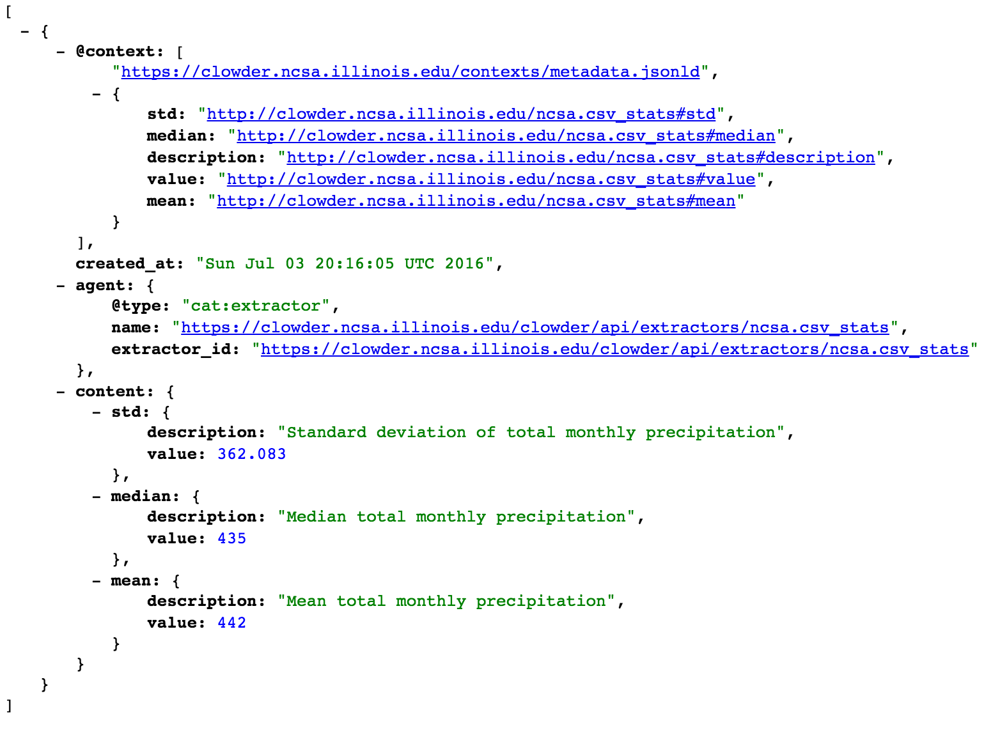 [
- {
- @context: [
"https://clowder.ncsa.illinois.edu/contexts/metadata.jsonld",
- {
std: "http://clowder.ncsa.illinois.edu/ncsa.csv_stats#std",
median: "http://clowder.ncsa.illinois.edu/ncsa.csv_stats#median",
description: "http://clowder.ncsa.illinois.edu/ncsa.csv_stats#description",
value: "http://clowder.ncsa.illinois.edu/ncsa.csv_stats#value",
mean: "http://clowder.ncsa.illinois.edu/ncsa.csv_stats#mean"
}
],
created_at: "Sun Jul 03 20:16:05 UTC 2016",
- agent: {
@type: "cat:extractor",
name: "https://clowder.ncsa.illinois.edu/clowder/api/extractors/ncsa.csv_stats",
extractor_id: "https://clowder.ncsa.illinois.edu/clowder/api/extractors/ncsa.csv_stats"
},
- content: {
- std: {
description: "Standard deviation of total monthly precipitation",
value: 362.083
},
- median: {
description: "Median total monthly precipitation",
value: 435
},
- mean: {
description: "Mean total monthly precipitation",
value: 442
}
}
}
]